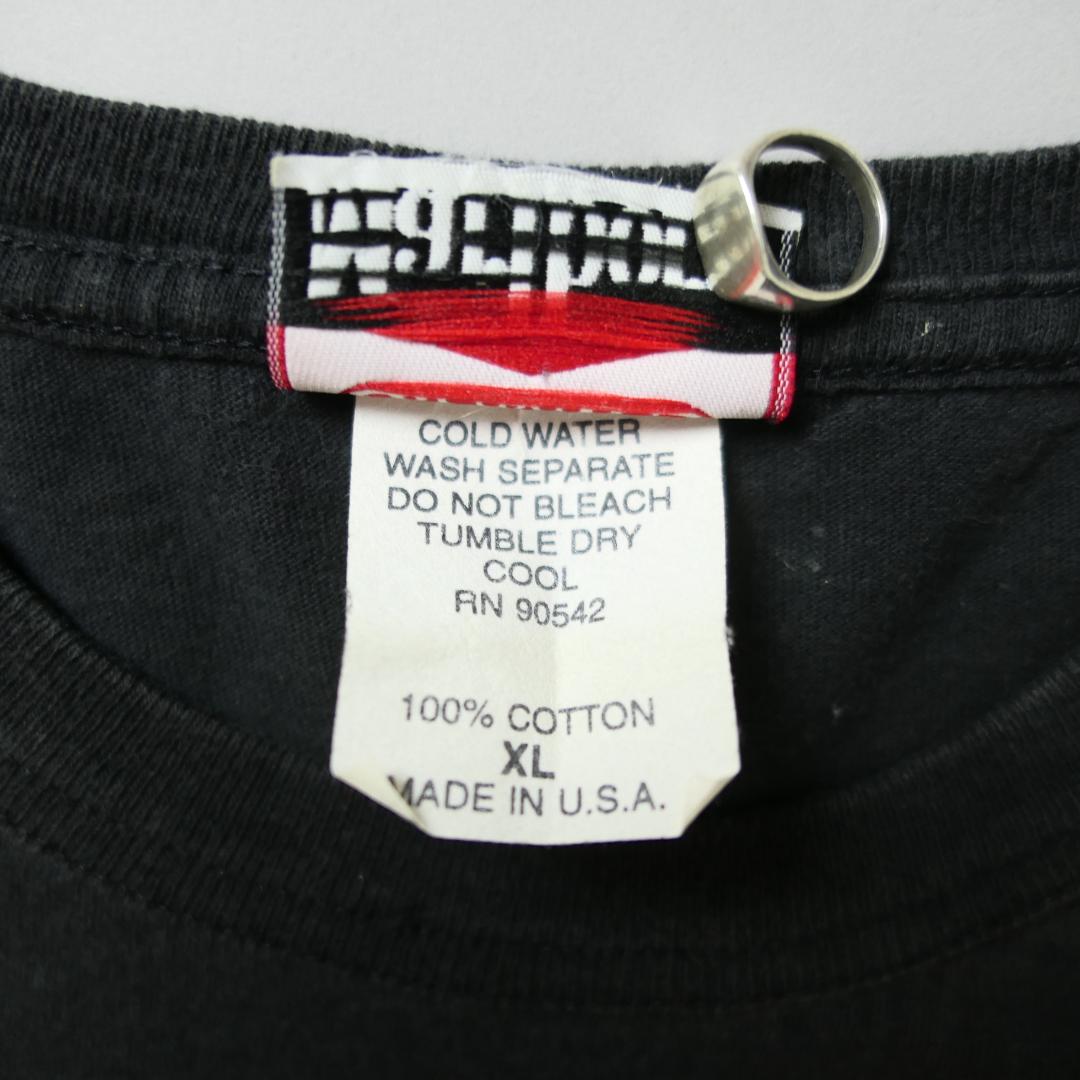 COLD WATER
WASH SEPARATE
DO NOT BLEACH
TUMBLE DRY
COOL
RN 90542
100% COTTON
XL
MADE IN U.S.A.